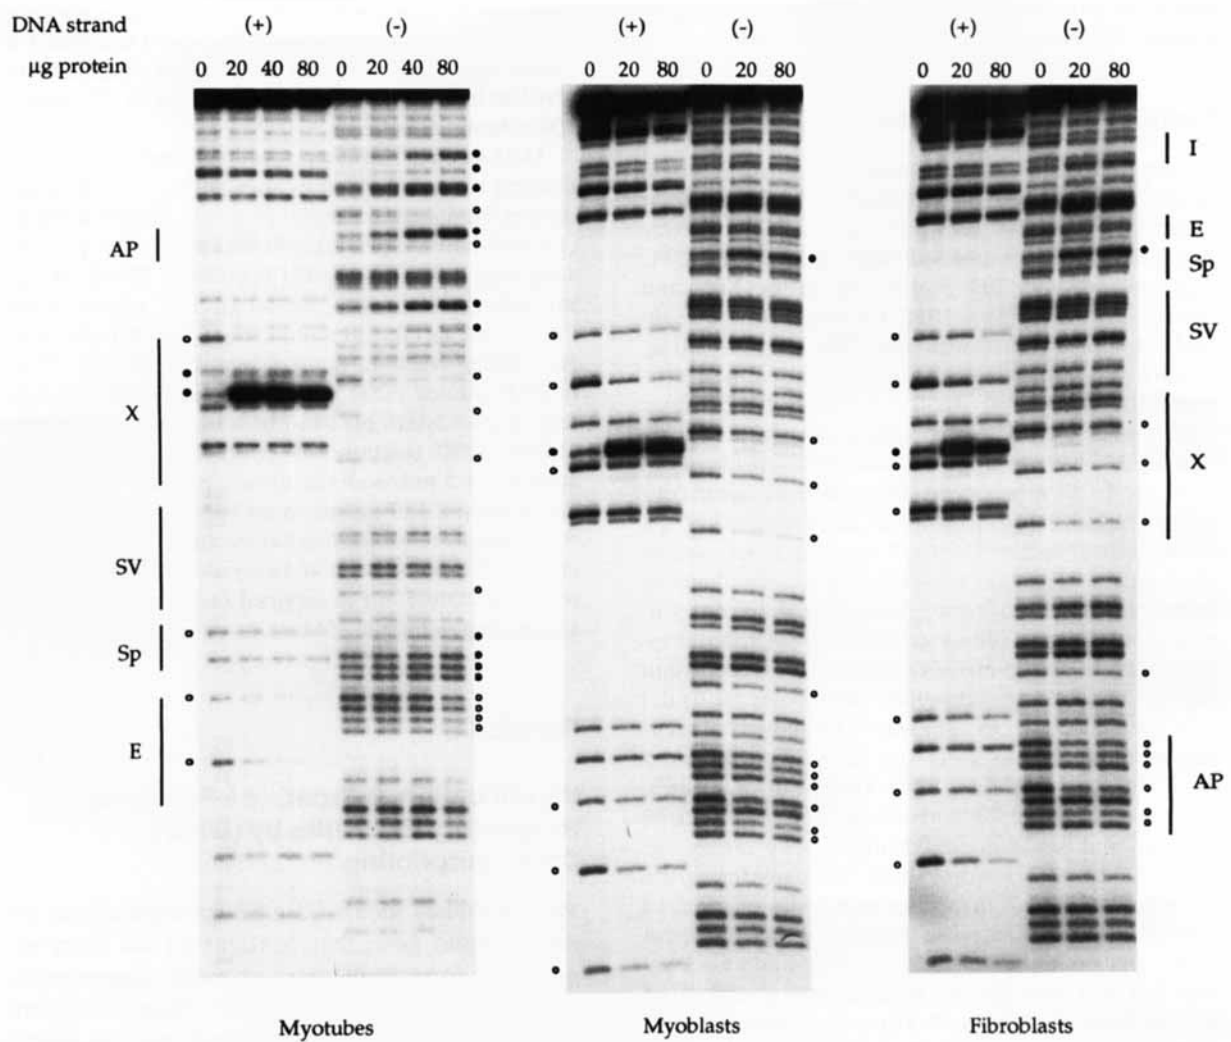 DNA strand (+) (-) (+) (-) (+) (-)
µg protein 0 20 40 80 0 20 40 80 0 20 80 0 20 80 0 20 80 0 20 80
I
E
AP
Sp
SV
X
X
SV
Sp
E
AP
Myotubes Myoblasts Fibroblasts